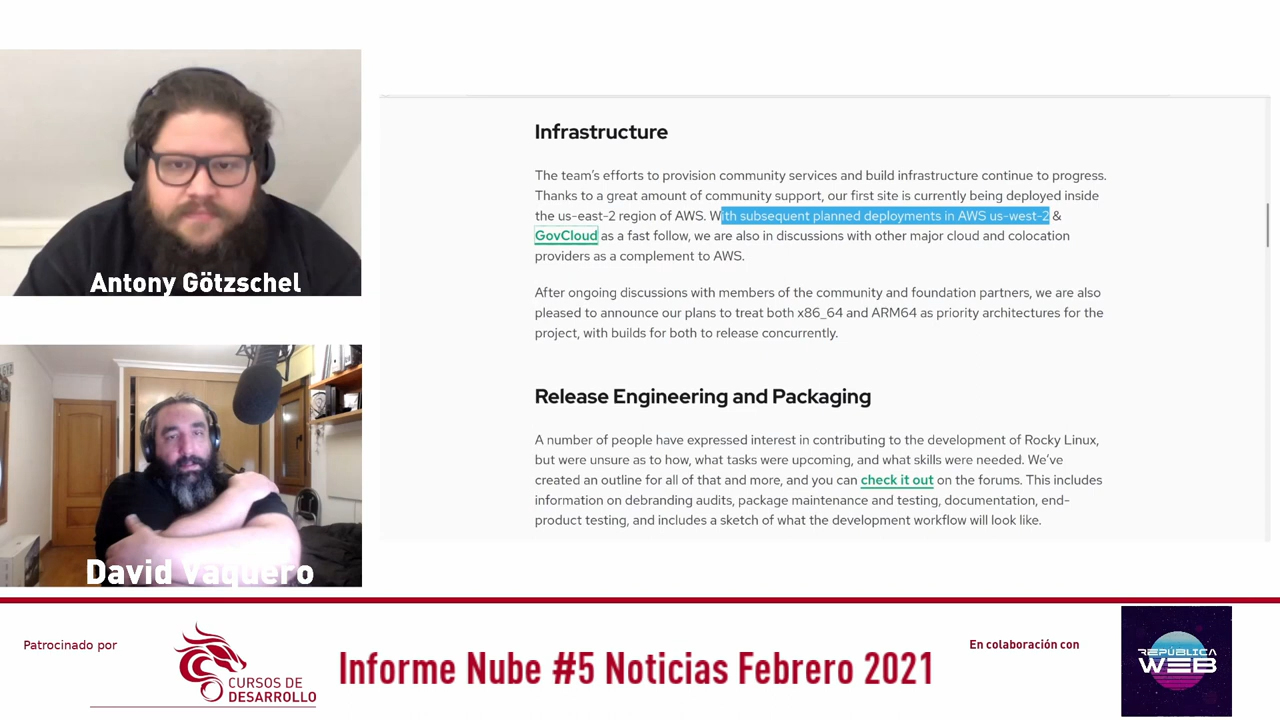 Antony Götzschel
David Vaquero
Infrastructure
The team's efforts to provision community services and build infrastructure continue to progress.
Thanks to a great amount of community support, our first site is currently being deployed inside
the us-east-2 region of AWS. With subsequent planned deployments in AWS us-west-2 &
GovCloud as a fast follow, we are also in discussions with other major cloud and colocation
providers as a complement to AWS.
After ongoing discussions with members of the community and foundation partners, we are also
pleased to announce our plans to treat both x86_64 and ARM64 as priority architectures for the
project, with builds for both to release concurrently.
Release Engineering and Packaging
A number of people have expressed interest in contributing to the development of Rocky Linux,
but were unsure as to how, what tasks were upcoming, and what skills were needed. We've
created an outline for all of that and more, and you can check it out on the forums. This includes
information on debranding audits, package maintenance and testing, documentation, end-
product testing, and includes a sketch of what the development workflow will look like.
Patrocinado por
CURSOS DE
DESARROLLO
Informe Nube #5 Noticias Febrero 2021
En colaboración con
REPÚBLICA
WEB